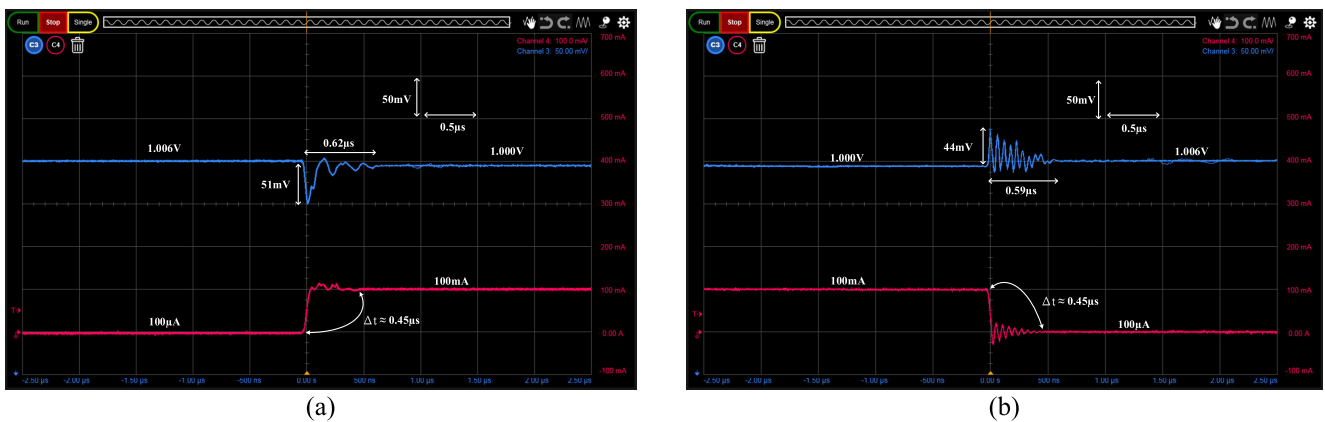 Run Stop Single
C3 C4
Channel 4: 100.0 mA/
Channel 3: 50.00 mV/
700 mA
600 mA
500 mA
400 mA
300 mA
200 mA
100 mA
0.00 A
-100 mA
50mV
0.5µs
0.62µs
1.006V
1.000V
51mV
100mA
100µA
Δt ≈ 0.45µs
T
-2.50 µs -2.00 µs -1.50 µs -1.00 µs -500 ns 0.00 s 500 ns 1.00 µs 1.50 µs 2.00 µs 2.50 µs
(a)
Run Stop Single
C3 C4
Channel 4: 100.0 mA/
Channel 3: 50.00 mV/
700 mA
600 mA
500 mA
400 mA
300 mA
200 mA
100 mA
0.00 A
-100 mA
50mV
0.5µs
44mV
1.000V
1.006V
0.59µs
100mA
Δt ≈ 0.45µs
100µA
T
-2.50 µs -2.00 µs -1.50 µs -1.00 µs -500 ns 0.00 s 500 ns 1.00 µs 1.50 µs 2.00 µs 2.50 µs
(b)